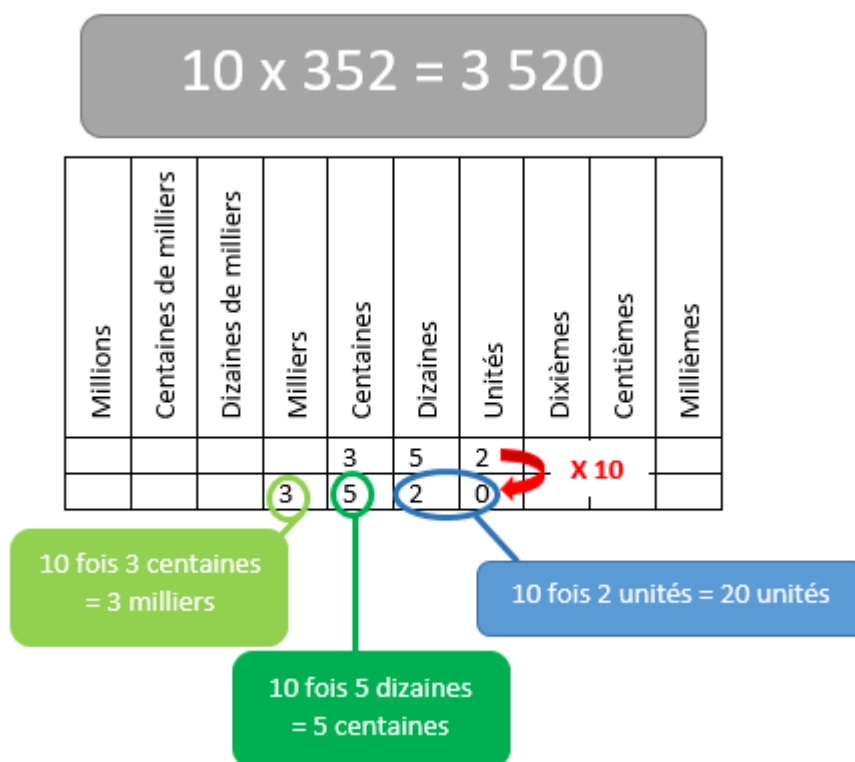 10 x 352 = 3 520
Millions
Centaines de milliers
Dizaines de milliers
Milliers
Centaines
Dizaines
Unités
Dixièmes
Centièmes
Millièmes
3 5 2
X 10
3 5 2 0
10 fois 3 centaines
= 3 milliers
10 fois 2 unités = 20 unités
10 fois 5 dizaines
= 5 centaines